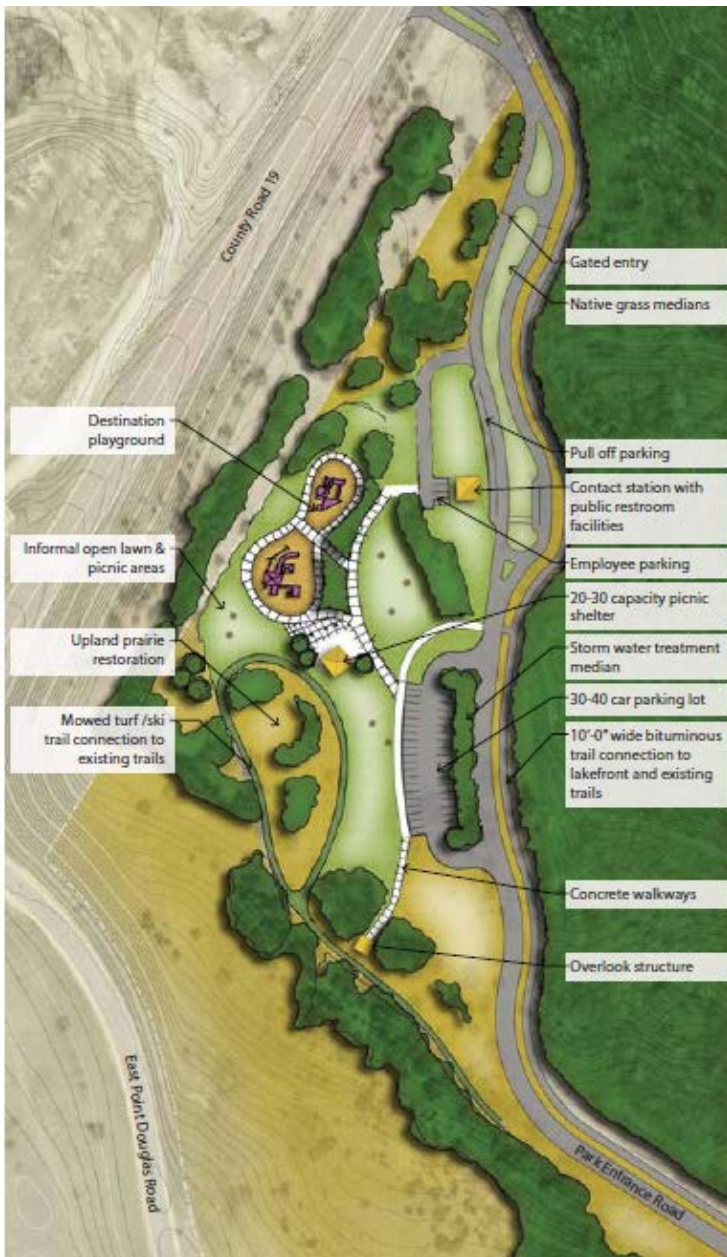 County Road 19
Gated entry
Native grass medians
Destination
playground
Pull off parking
Contact station with
public restroom
facilities
Informal open lawn &
picnic areas
Employee parking
20-30 capacity picnic
shelter
Upland prairie
restoration
Storm water treatment
median
30-40 car parking lot
Mowed turf /ski
trail connection to
existing trails
10'-0" wide bituminous
trail connection to
lakefront and existing
trails
Concrete walkways
Overlook structure
East Point Douglas Road
Park Entrance Road